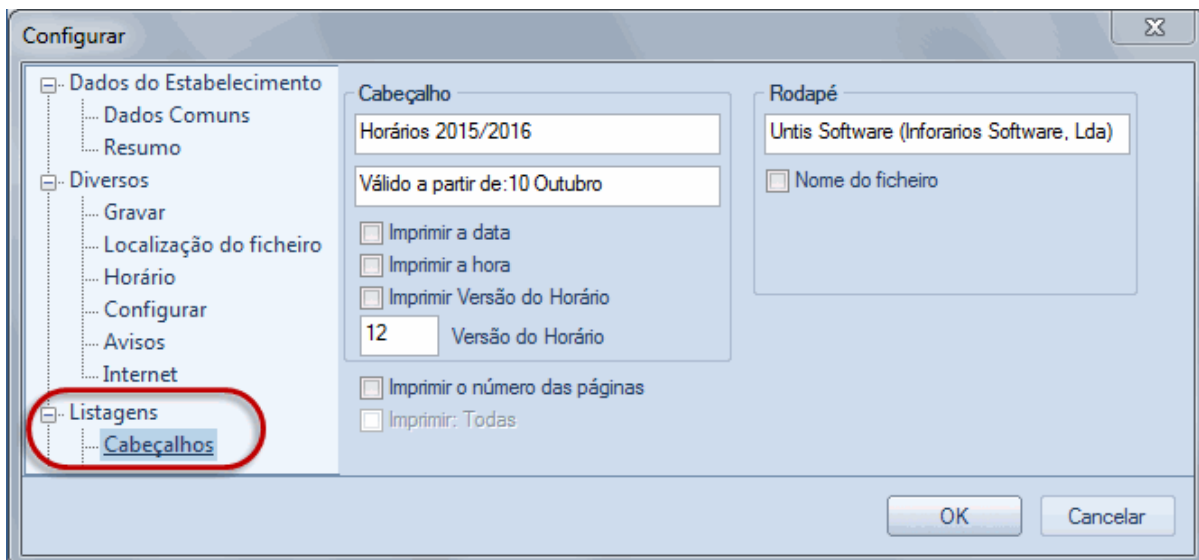 Configurar
Dados do Estabelecimento
Dados Comuns
Resumo
Diversos
Gravar
Localização do ficheiro
Horário
Configurar
Avisos
Internet
Listagens
Cabeçalhos
Cabeçalho
Horários 2015/2016
Válido a partir de:10 Outubro
Imprimir a data
Imprimir a hora
Imprimir Versão do Horário
12 Versão do Horário
Imprimir o número das páginas
Imprimir: Todas
Rodapé
Untis Software (Inforarios Software, Lda)
Nome do ficheiro
OK
Cancelar